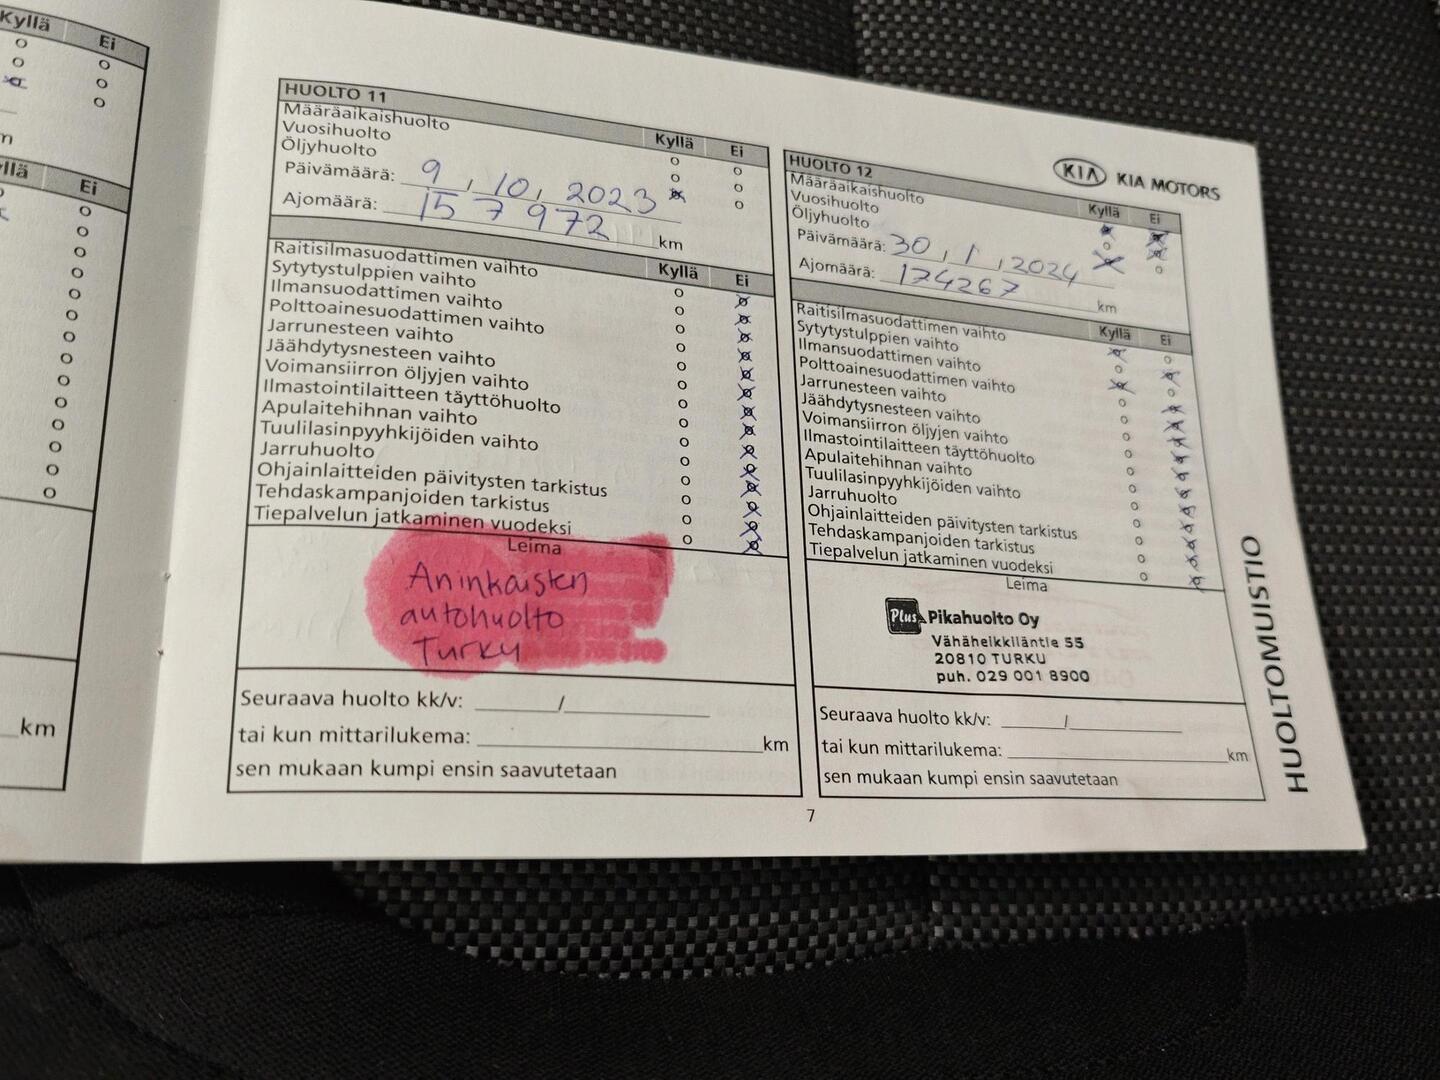 Kyllä Ei
km
Kyllä Ei
km
HUOLTO 11
Kyllä Ei
Määräaikaishuolto
Vuosihuolto
Öljyhuolto
Päivämäärä: 9, 10, 2023
Ajomäärä: 157972 km
Kyllä Ei
Raitisilmasuodattimen vaihto
Sytytystulppien vaihto
Ilmansuodattimen vaihto
Polttoainesuodattimen vaihto
Jarrunesteen vaihto
Jäähdytysnesteen vaihto
Voimansiirron öljyjen vaihto
Ilmastointilaitteen täyttöhuolto
Apulaitehihnan vaihto
Tuulilasinpyyhkijöiden vaihto
Jarruhuolto
Ohjainlaitteiden päivitysten tarkistus
Tehdaskampanjoiden tarkistus
Tiepalvelun jatkaminen vuodeksi
Leima
Aninkaisten
autohuolto
Turku
Seuraava huolto kk/v: /
tai kun mittarilukema: km
sen mukaan kumpi ensin saavutetaan
KIA KIA MOTORS
HUOLTO 12
Kyllä Ei
Määräaikaishuolto
Vuosihuolto
Öljyhuolto
Päivämäärä: 30, 1, 2024
Ajomäärä: 174267 km
Kyllä Ei
Raitisilmasuodattimen vaihto
Sytytystulppien vaihto
Ilmansuodattimen vaihto
Polttoainesuodattimen vaihto
Jarrunesteen vaihto
Jäähdytysnesteen vaihto
Voimansiirron öljyjen vaihto
Ilmastointilaitteen täyttöhuolto
Apulaitehihnan vaihto
Tuulilasinpyyhkijöiden vaihto
Jarruhuolto
Ohjainlaitteiden päivitysten tarkistus
Tehdaskampanjoiden tarkistus
Tiepalvelun jatkaminen vuodeksi
Leima
Plus Pikahuolto Oy
Vähäheikkiläntie 55
20810 TURKU
puh. 029 001 8900
Seuraava huolto kk/v: /
tai kun mittarilukema: km
sen mukaan kumpi ensin saavutetaan
HUOLTOMUISTIO
7